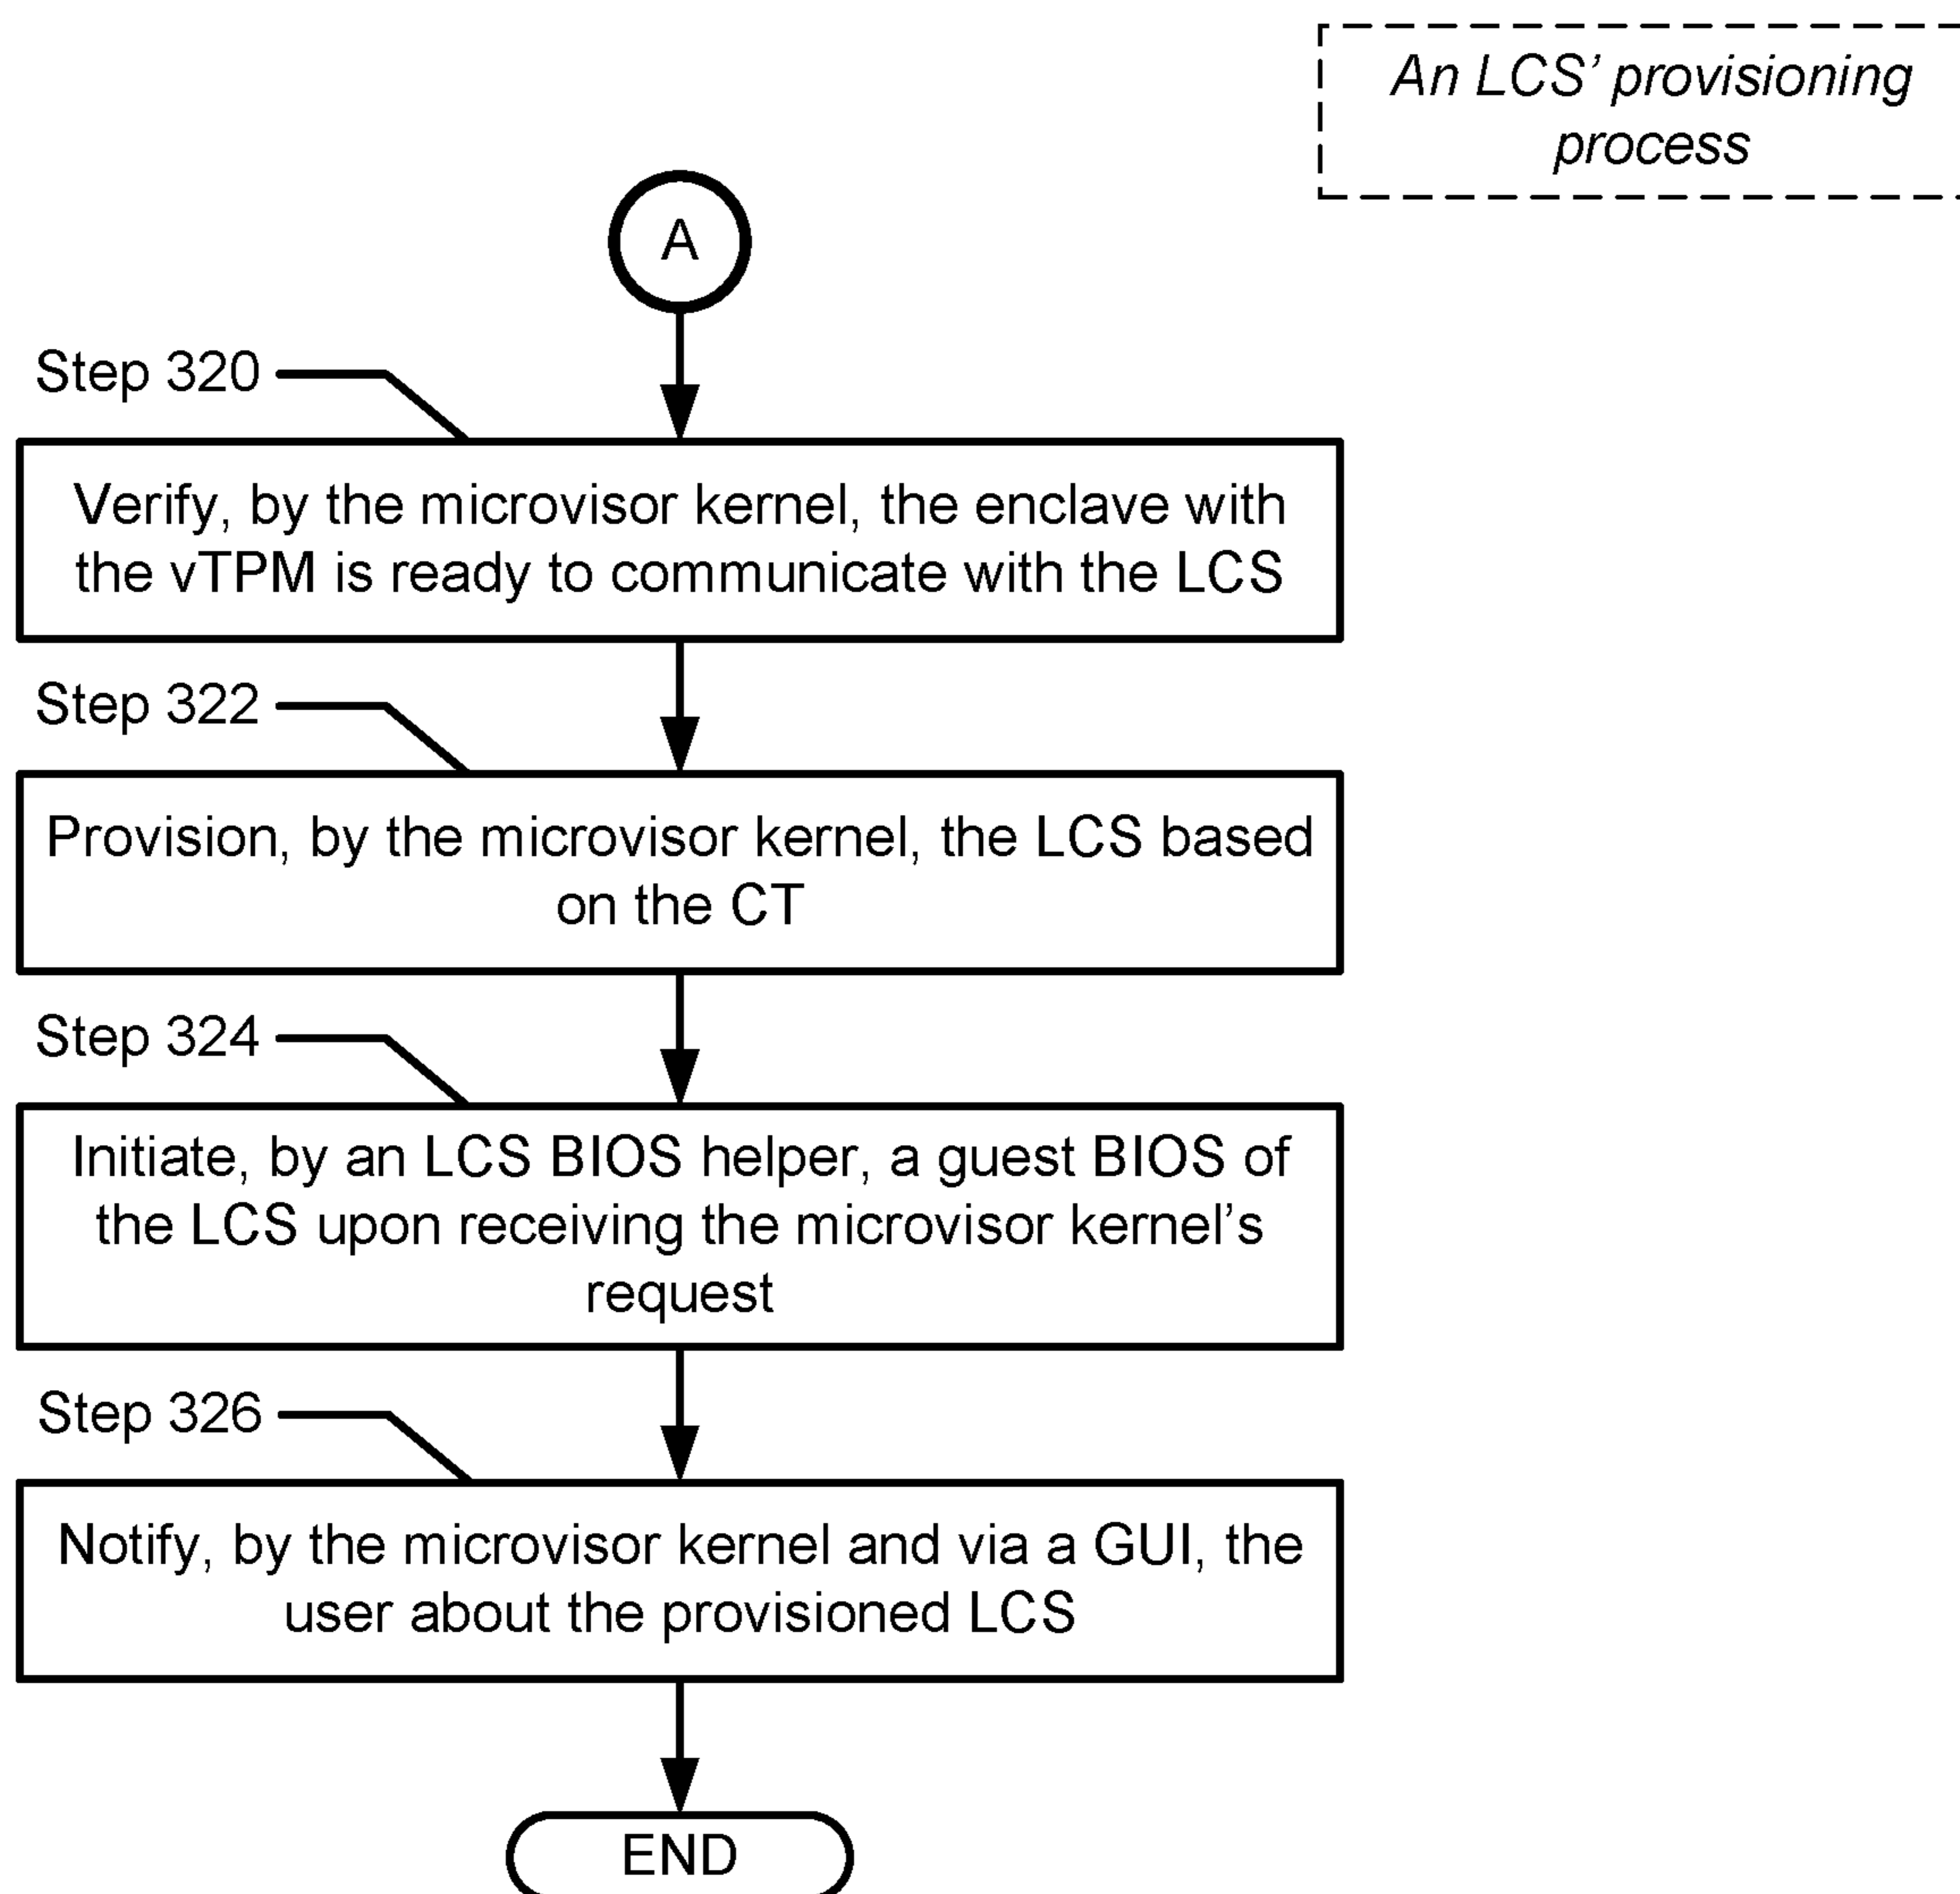 An LCS’ provisioning
process
A
Step 320
Verify, by the microvisor kernel, the enclave with
the vTPM is ready to communicate with the LCS
Step 322
Provision, by the microvisor kernel, the LCS based
on the CT
Step 324
Initiate, by an LCS BIOS helper, a guest BIOS of
the LCS upon receiving the microvisor kernel’s
request
Step 326
Notify, by the microvisor kernel and via a GUI, the
user about the provisioned LCS
END